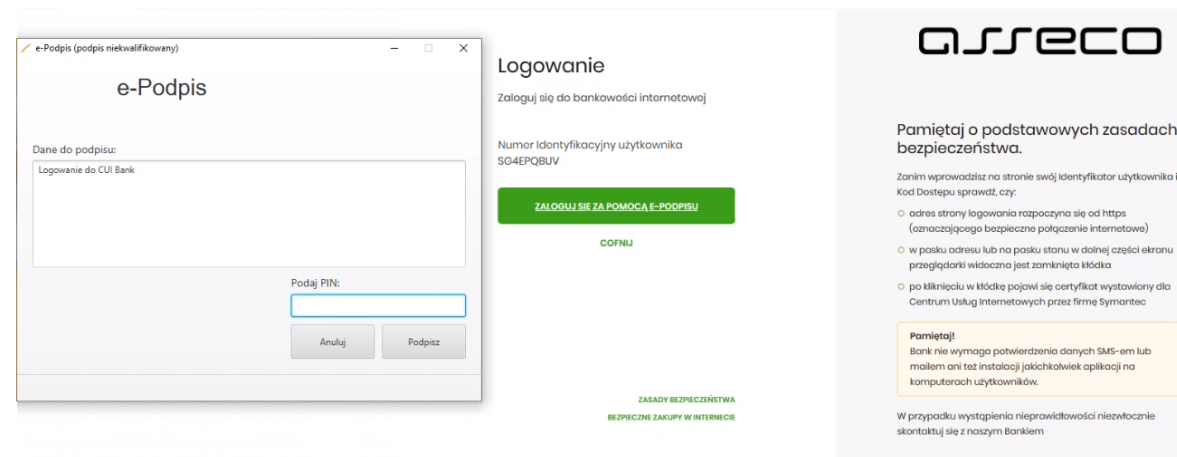 e-Podpis (podpis niekwalifikowany)
e-Podpis
Dane do podpisu:
Logowanie do CUI Bank
Podaj PIN:
Anuluj
Podpisz
Logowanie
Zaloguj się do bankowości internetowej
Numer Identyfikacyjny użytkownika
SG4EPQBUV
ZALOGUJ SIĘ ZA POMOCĄ E-PODPISU
COFNIJ
ZASADY BEZPIECZEŃSTWA
BEZPIECZNE ZAKUPY W INTERNECIE
asseco
Pamiętaj o podstawowych zasadach
bezpieczeństwa.
Zanim wprowadzisz na stronie swój Identyfikator użytkownika i
Kod Dostępu sprawdź, czy:
adres strony logowania rozpoczyna się od https
(oznaczającego bezpieczne połączenie internetowe)
w pasku adresu lub na pasku stanu w dolnej części ekranu
przeglądarki widoczna jest zamknięta kłódka
po kliknięciu w kłódkę pojawi się certyfikat wystawiony dla
Centrum Usług Internetowych przez firmę Symantec
Pamiętaj!
Bank nie wymaga potwierdzenia danych SMS-em lub
mailem ani też instalacji jakichkolwiek aplikacji na
komputerach użytkowników.
W przypadku wystąpienia nieprawidłowości niezwłocznie
skontaktuj się z naszym Bankiem